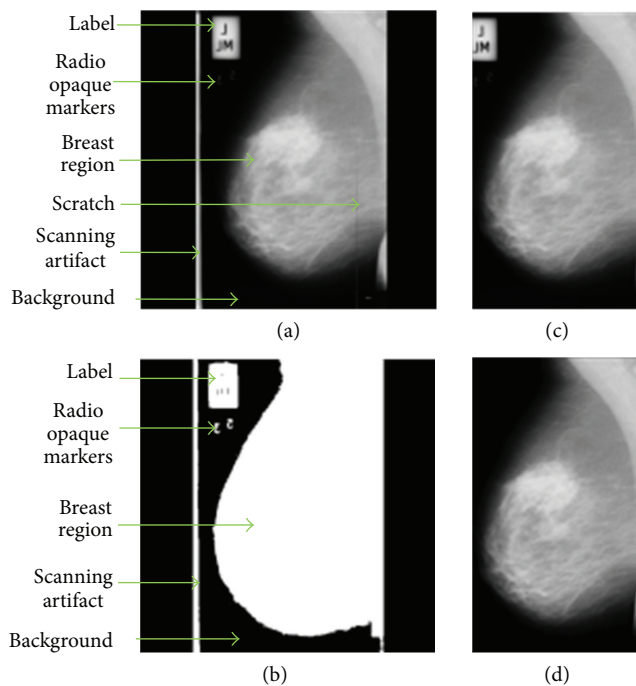 Label
Radio
opaque
markers
Breast
region
Scratch
Scanning
artifact
Background
(a)
(c)
Label
Radio
opaque
markers
Breast
region
Scanning
artifact
Background
(b)
(d)